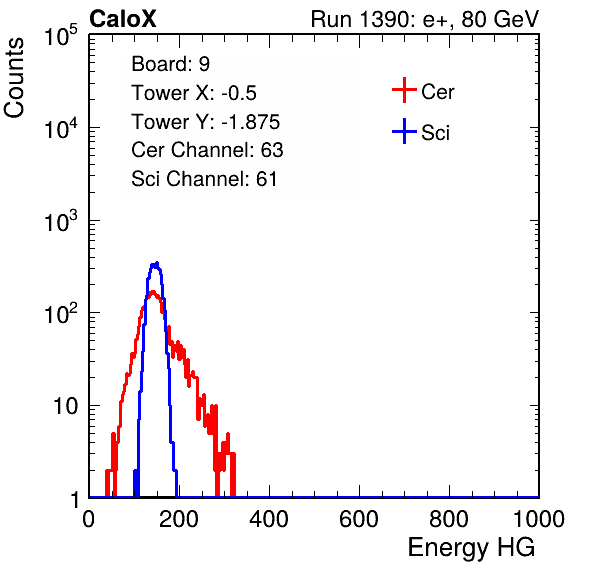 CaloX Run 1390: e+, 80 GeV
Counts
Board: 9
Tower X: -0.5
Tower Y: -1.875
Cer Channel: 63
Sci Channel: 61
Cer
Sci
10^5
10^4
10^3
10^2
10
1
0 200 400 600 800 1000
Energy HG